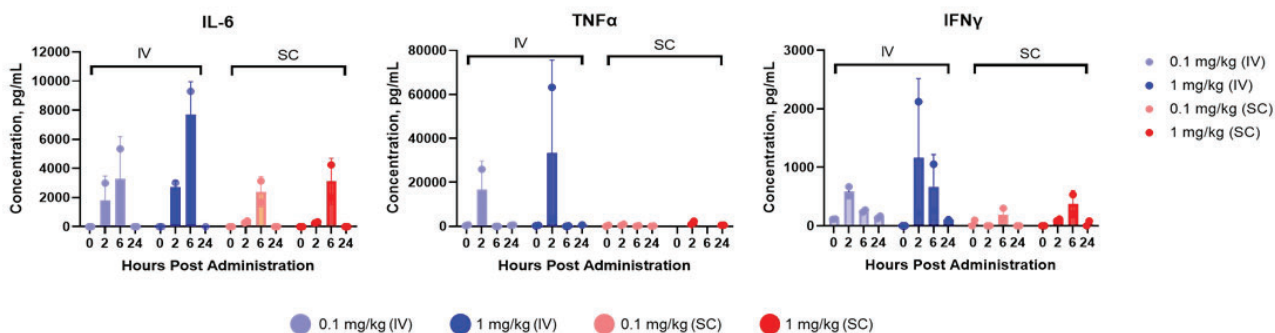 IL-6
IV
SC
12000
10000
8000
6000
4000
2000
0
Concentration, pg/mL
0 2 6 24 0 2 6 24 0 2 6 24 0 2 6 24
Hours Post Administration
TNFα
IV
SC
80000
60000
40000
20000
0
Concentration, pg/mL
0 2 6 24 0 2 6 24 0 2 6 24 0 2 6 24
Hours Post Administration
IFNγ
IV
SC
3000
2000
1000
0
Concentration, pg/mL
0 2 6 24 0 2 6 24 0 2 6 24 0 2 6 24
Hours Post Administration
0.1 mg/kg (IV)
1 mg/kg (IV)
0.1 mg/kg (SC)
1 mg/kg (SC)
0.1 mg/kg (IV) 1 mg/kg (IV) 0.1 mg/kg (SC) 1 mg/kg (SC)